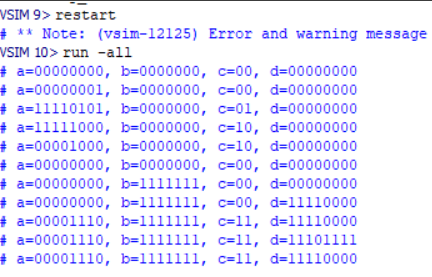 VSIM 9> restart
# ** Note: (vsim-12125) Error and warning message
VSIM 10> run -all
# a=00000000, b=0000000, c=00, d=00000000
# a=00000001, b=0000000, c=00, d=00000000
# a=11110101, b=0000000, c=01, d=00000000
# a=11111000, b=0000000, c=10, d=00000000
# a=00001000, b=0000000, c=10, d=00000000
# a=00000000, b=0000000, c=00, d=00000000
# a=00000000, b=1111111, c=00, d=00000000
# a=00000000, b=1111111, c=00, d=11110000
# a=00001110, b=1111111, c=11, d=11110000
# a=00001110, b=1111111, c=11, d=11101111
# a=00001110, b=1111111, c=11, d=11110000